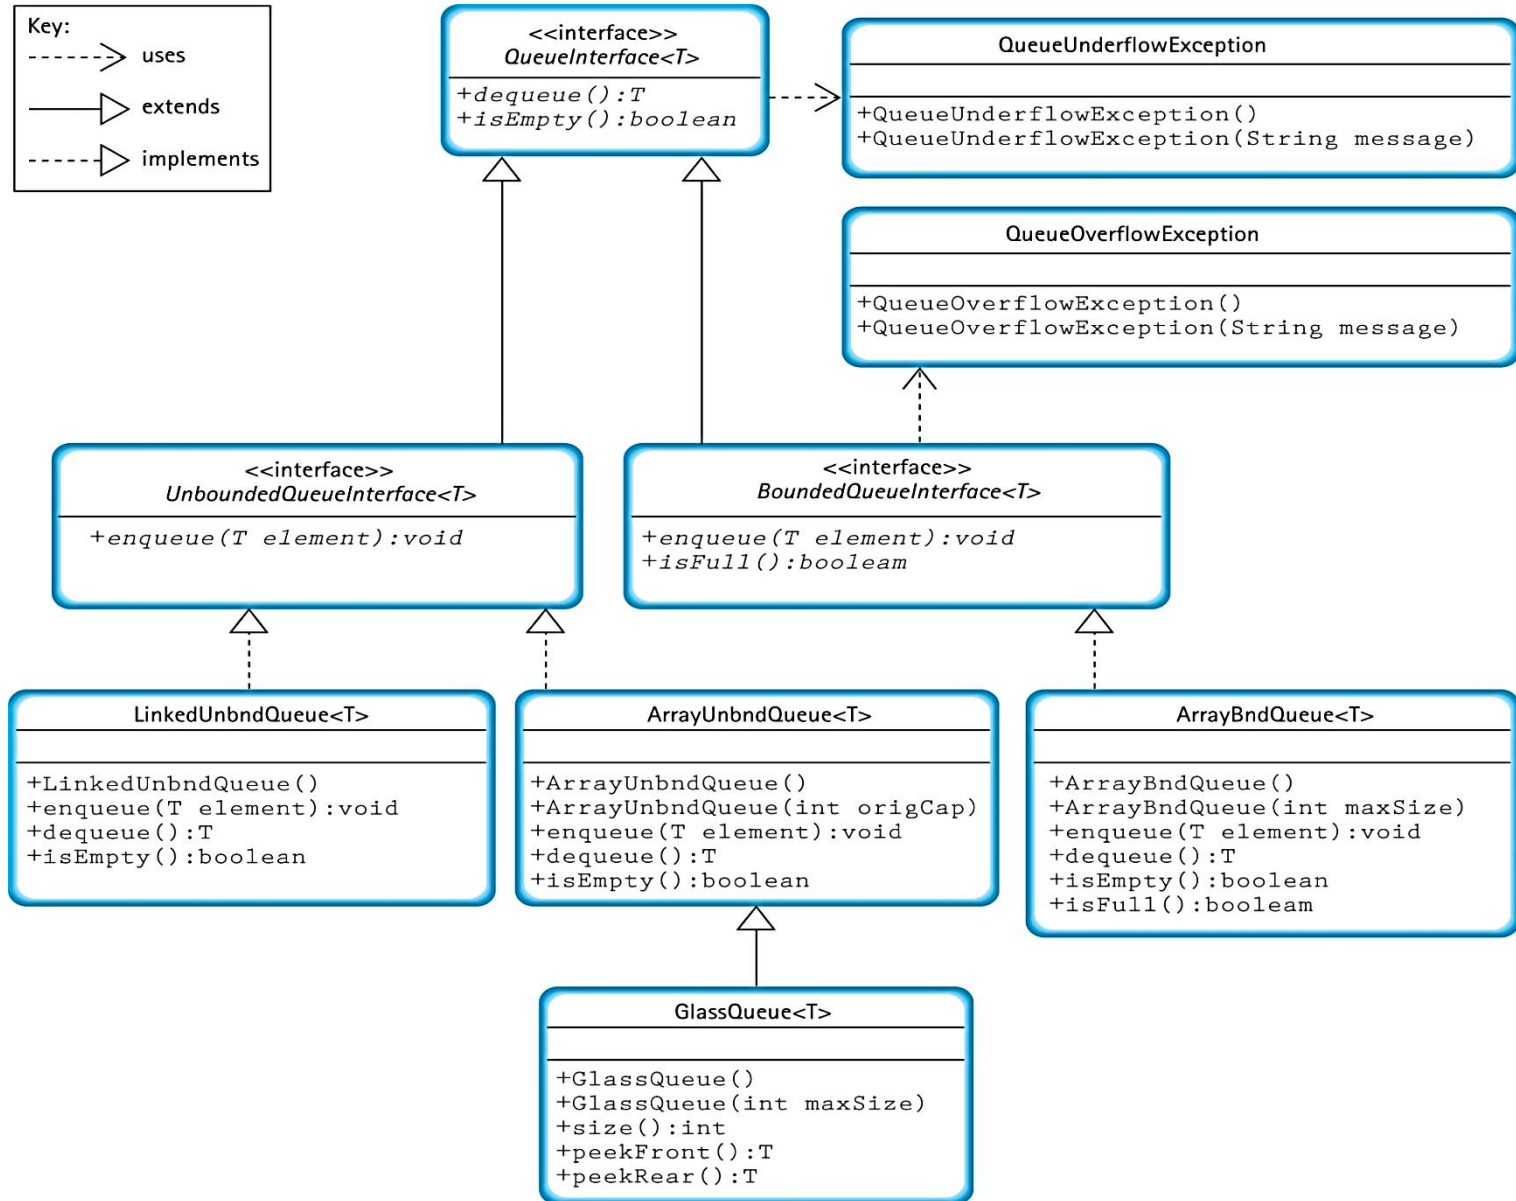 Key:
uses
extends
implements
<<interface>>
QueueInterface<T>
+dequeue():T
+isEmpty():boolean
QueueUnderflowException
+QueueUnderflowException()
+QueueUnderflowException(String message)
QueueOverflowException
+QueueOverflowException()
+QueueOverflowException(String message)
<<interface>>
UnboundedQueueInterface<T>
+enqueue(T element):void
<<interface>>
BoundedQueueInterface<T>
+enqueue(T element):void
+isFull():booleam
LinkedUnbndQueue<T>
+LinkedUnbndQueue()
+enqueue(T element):void
+dequeue():T
+isEmpty():boolean
ArrayUnbndQueue<T>
+ArrayUnbndQueue()
+ArrayUnbndQueue(int origCap)
+enqueue(T element):void
+dequeue():T
+isEmpty():boolean
ArrayBndQueue<T>
+ArrayBndQueue()
+ArrayBndQueue(int maxSize)
+enqueue(T element):void
+dequeue():T
+isEmpty():boolean
+isFull():booleam
GlassQueue<T>
+GlassQueue()
+GlassQueue(int maxSize)
+size():int
+peekFront():T
+peekRear():T